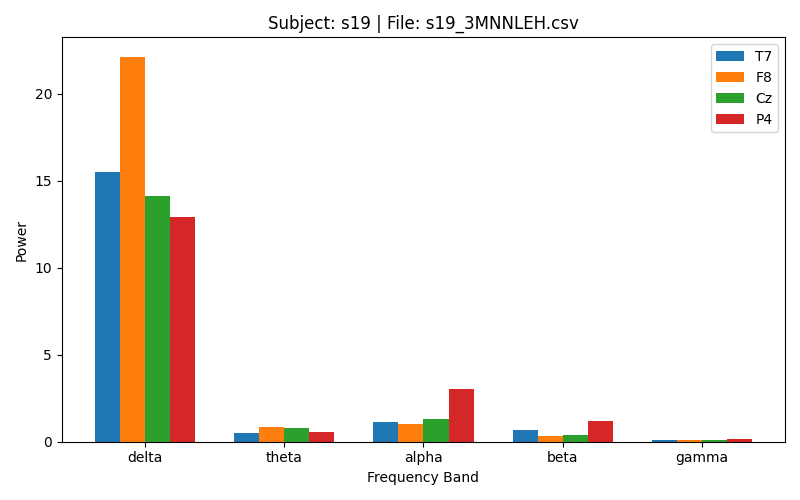 Subject: s19 | File: s19_3MNNLEH.csv
T7
F8
Cz
P4
Power
20
15
10
5
0
delta theta alpha beta gamma
Frequency Band